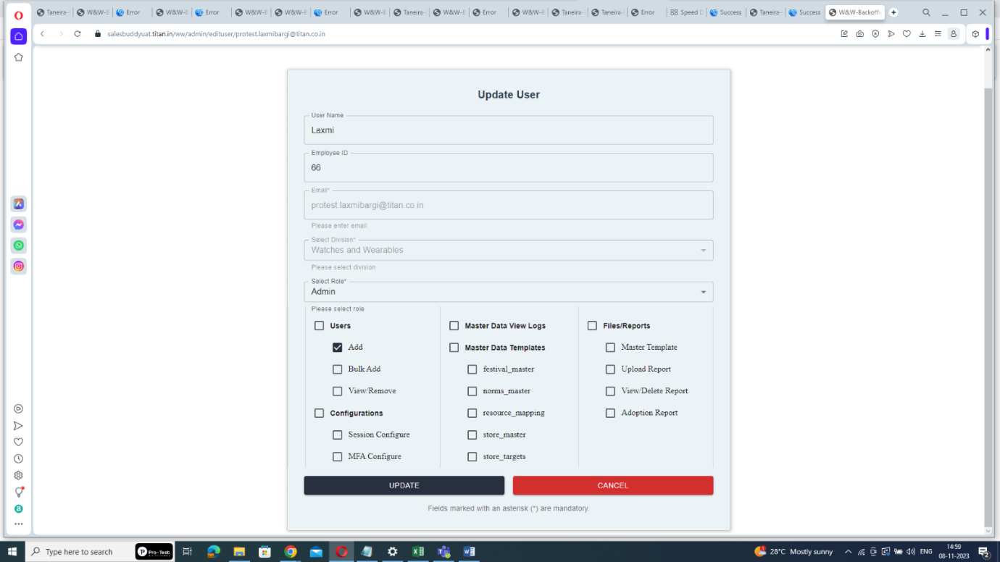 Taneira- W&W-B Error W&W-B Error W&W-B W&W-B Error W&W-B Taneira- W&W-B Error W&W-B Taneira- Taneira- Error Speed D Success Taneira- Success W&W-Backoffi
salesbuddyuat.titan.in/ww/admin/edituser/protest.laxmibargi@titan.co.in
Update User
User Name
Laxmi
Employee ID
66
Email*
protest.laxmibargi@titan.co.in
Please enter email
Select Division*
Watches and Wearables
Please select division
Select Role*
Admin
Please select role
Users Master Data View Logs Files/Reports
Add Master Data Templates Master Template
Bulk Add festival_master Upload Report
View/Remove norms_master View/Delete Report
Configurations resource_mapping Adoption Report
Session Configure store_master
MFA Configure store_targets
UPDATE CANCEL
Fields marked with an asterisk (*) are mandatory.
Type here to search Pro-Test 28°C Mostly sunny ENG 14:59
08-11-2023 2